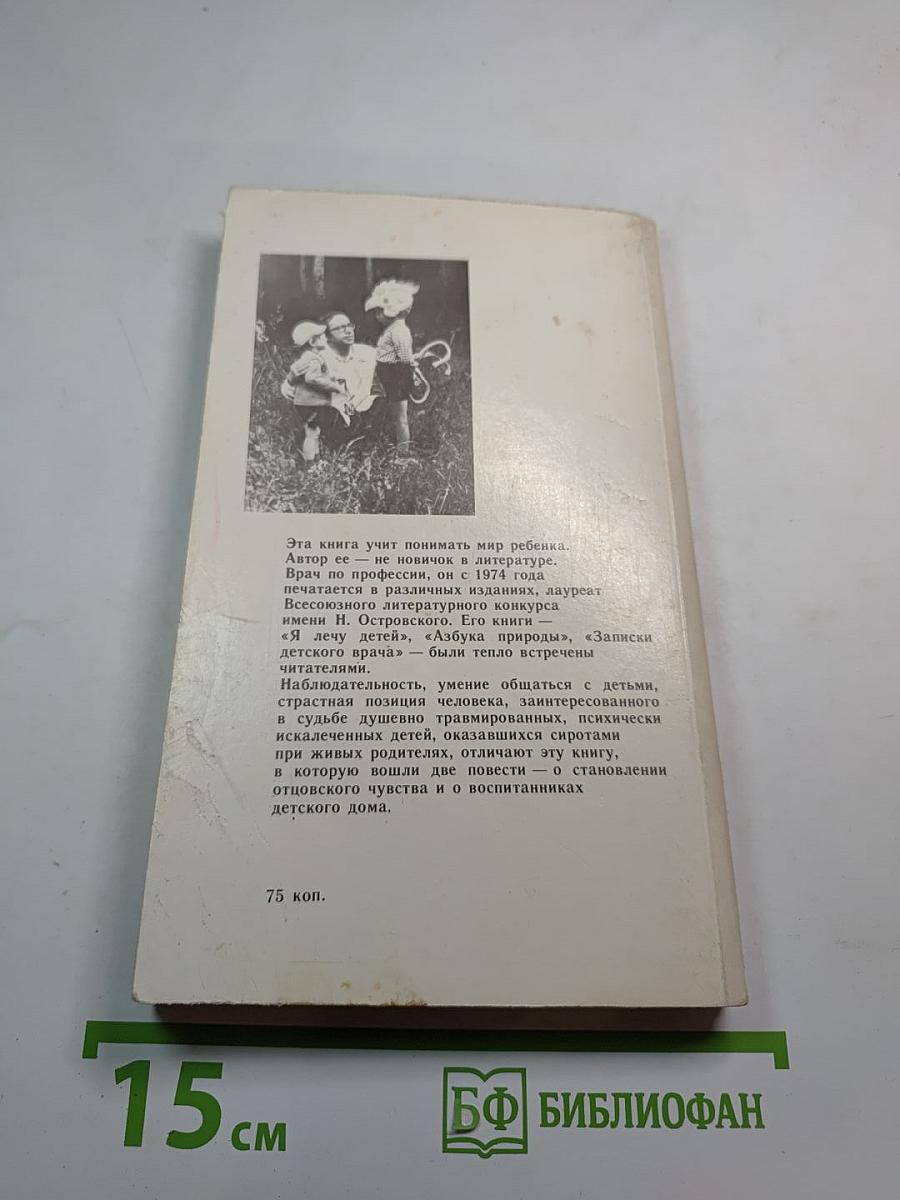 Эта книга учит понимать мир ребенка.
Автор ее — не новичок в литературе.
Врач по профессии, он с 1974 года
печатается в различных изданиях, лауреат
Всесоюзного литературного конкурса
имени Н. Островского. Его книги —
«Я лечу детей», «Азбука природы», «Записки
детского врача» — были тепло встречены
читателями.
Наблюдательность, умение общаться с детьми,
страстная позиция человека, заинтересованного
в судьбе душевно травмированных, психически
искалеченных детей, оказавшихся сиротами
при живых родителях, отличают эту книгу,
в которую вошли две повести — о становлении
отцовского чувства и о воспитанниках
детского дома.
75 коп.
15 см
БФ БИБЛИОФАН